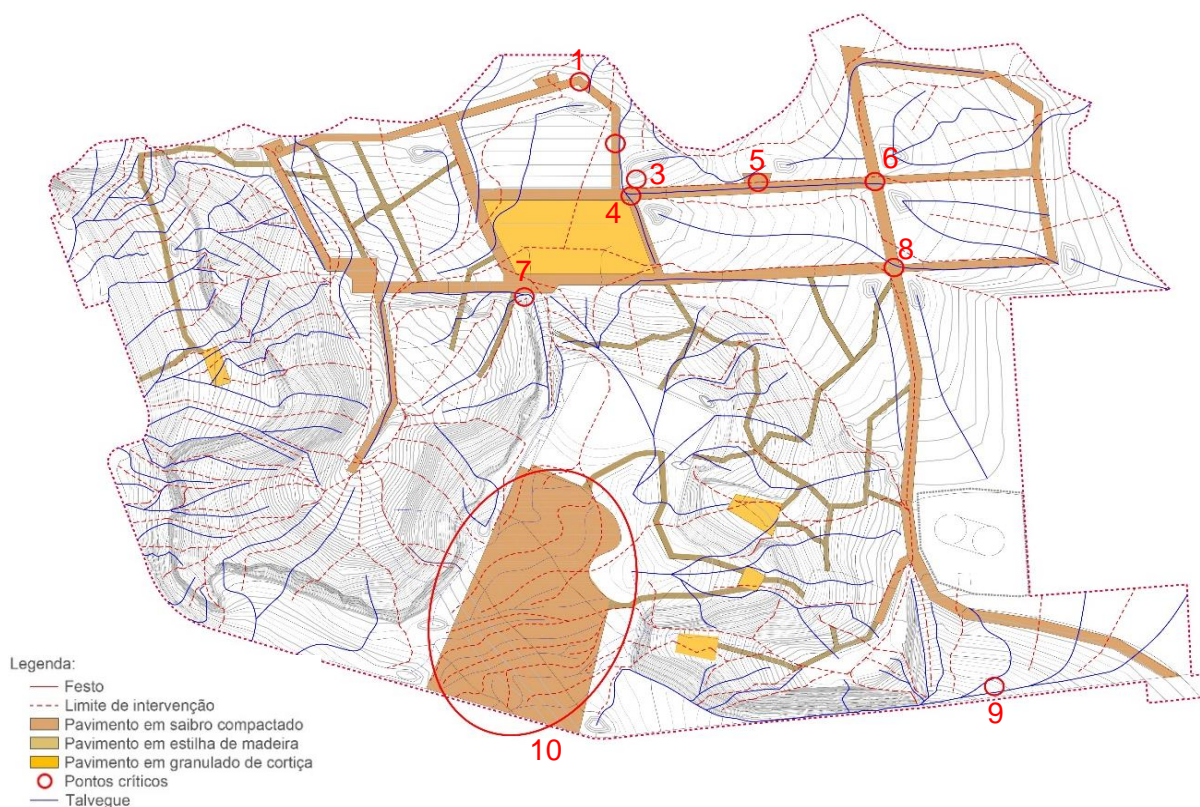 1
3
5
6
4
8
7
9
10
Legenda:
Festo
Limite de intervenção
Pavimento em saibro compactado
Pavimento em estilha de madeira
Pavimento em granulado de cortiça
Pontos críticos
Talvegue